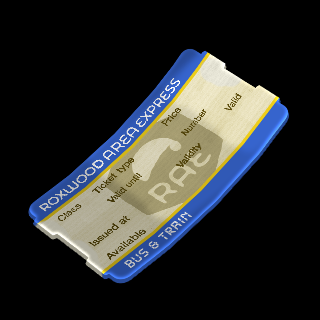 ROXWOOD AREA EXPRESS
Class Ticket type Price
Valid until Number Valid
Issued at Validity
Available
RAE
BUS & TRAIN